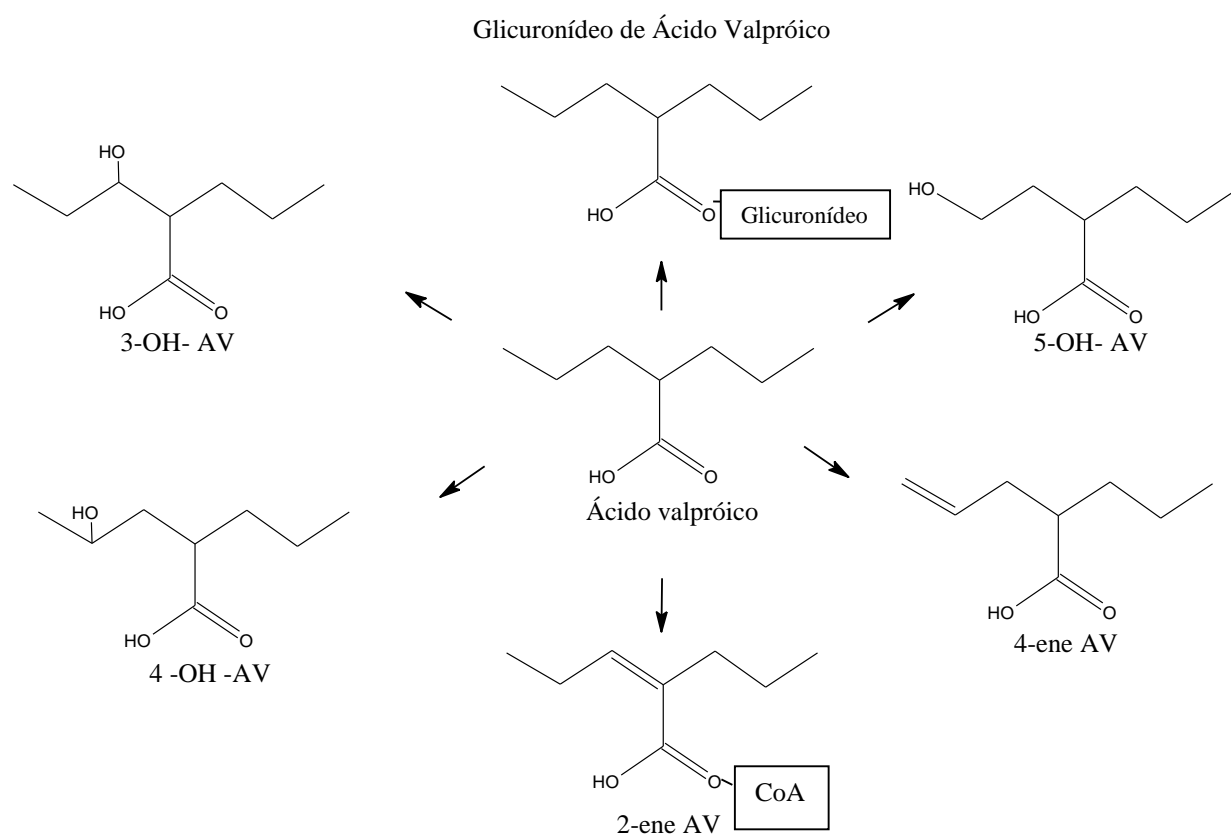 Glicuronídeo de Ácido Valpróico
HO
HO
O
3-OH- AV
HO
O
Glicuronídeo
HO
HO
O
5-OH- AV
HO
O
Ácido valpróico
HO
HO
O
4 -OH -AV
HO
O
4-ene AV
HO
O
CoA
2-ene AV